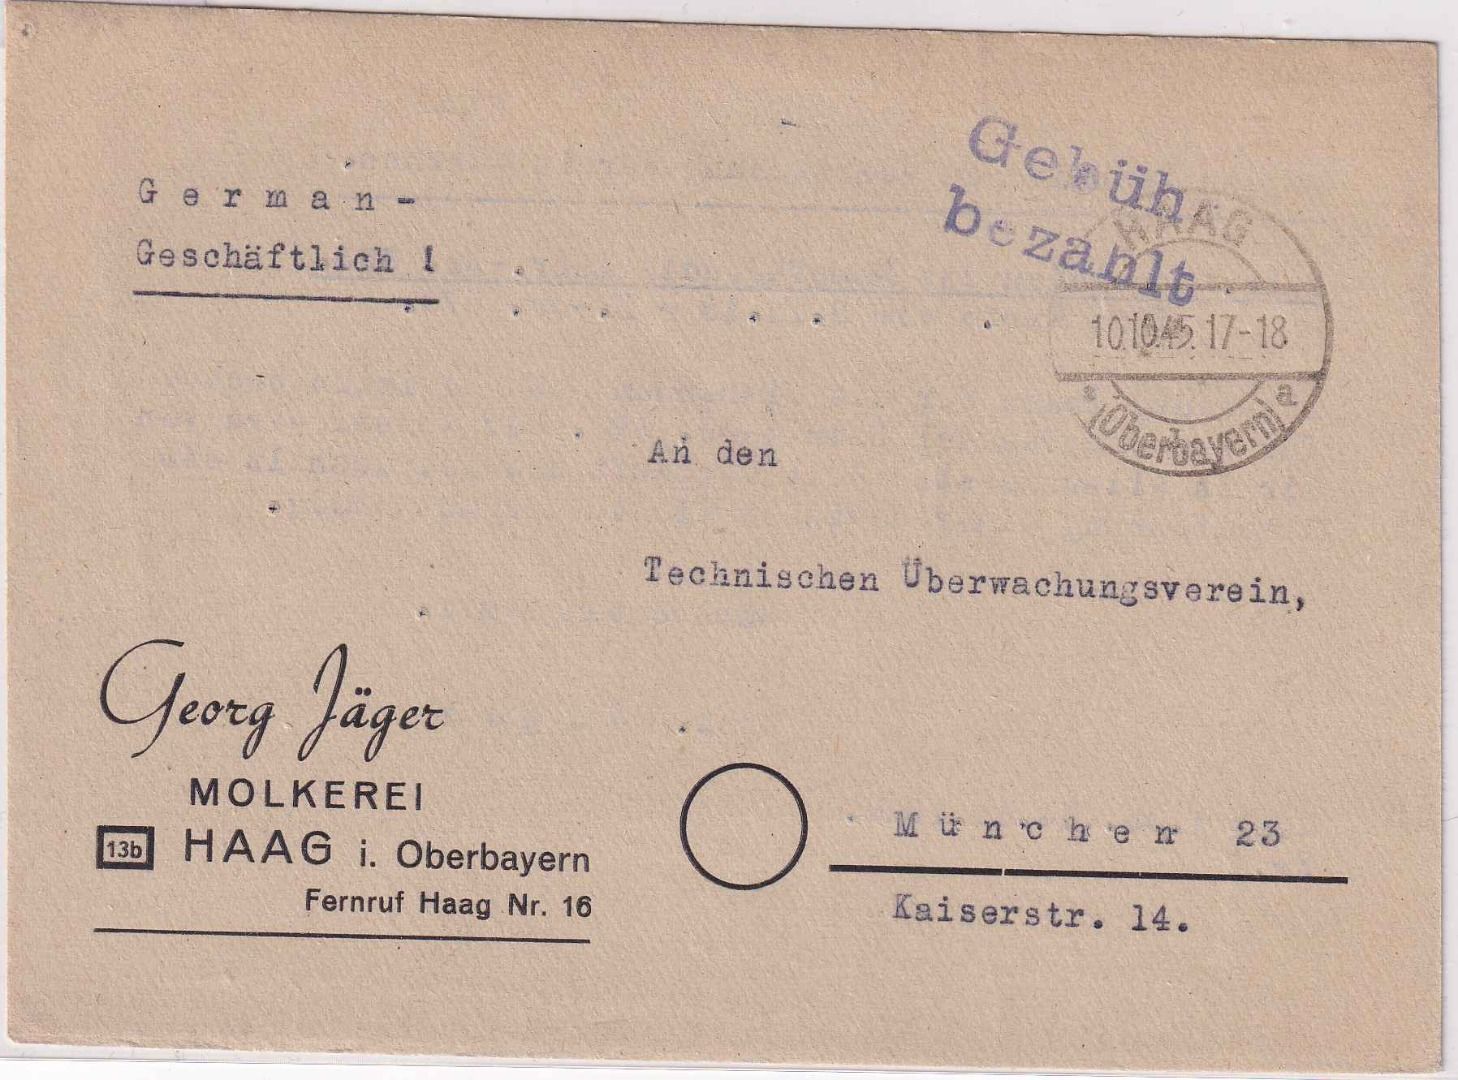 German-
Geschäftlich !
Gebühr
bezahlt
HAAG
10.10.45.17-18
(Oberbayern) a
An den
Technischen Überwachungsverein,
Georg Jäger
MOLKEREI
13b HAAG i. Oberbayern
Fernruf Haag Nr. 16
München 23
Kaiserstr. 14.